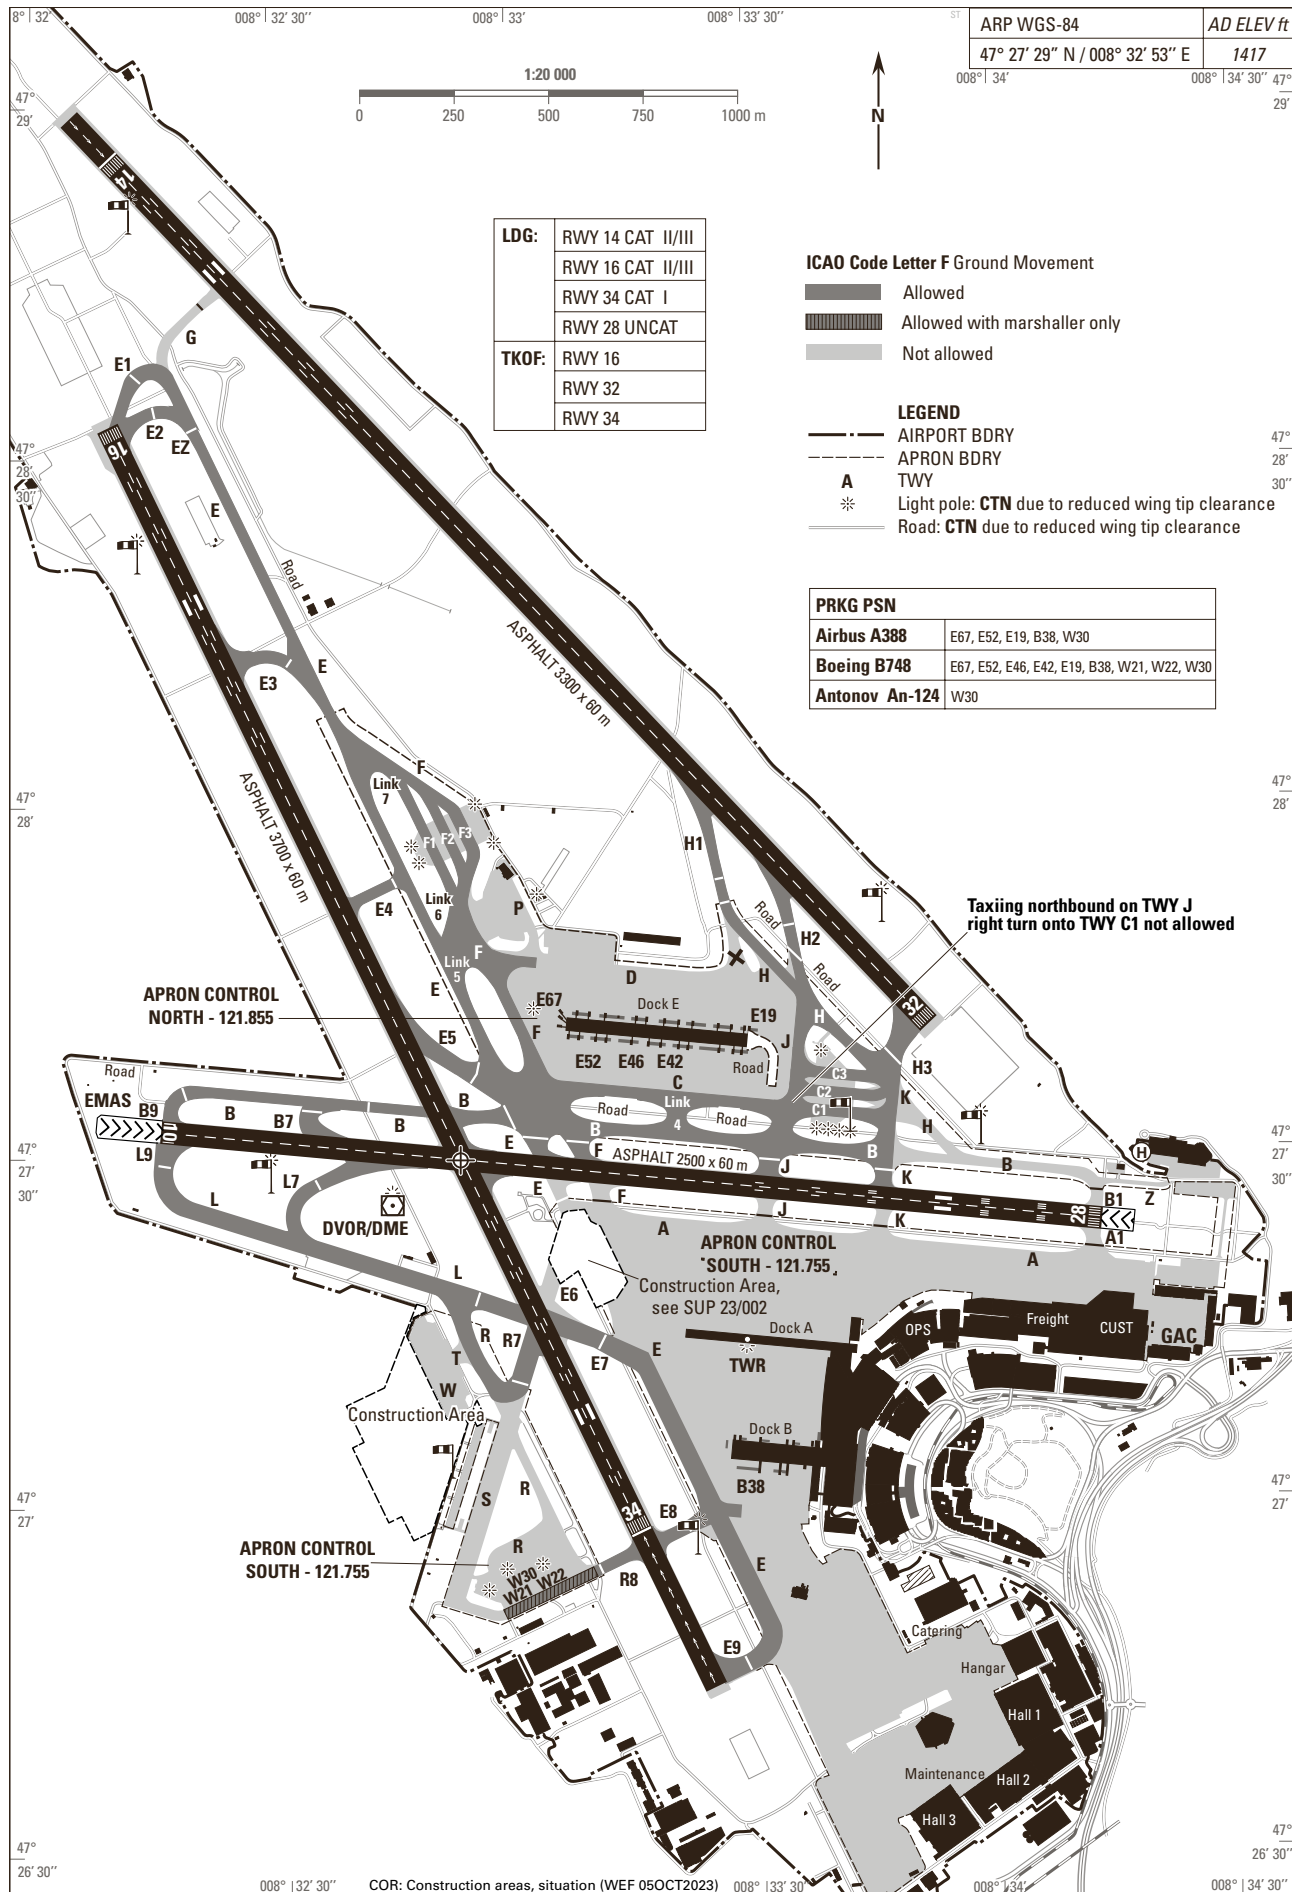 8° 32'
008° 32' 30''
008° 33'
008° 33' 30''
ST
ARP WGS-84
AD ELEV ft
47° 27' 29" N / 008° 32' 53'' E
1417
008° 34'
008° 34' 30''
47°
29'
47°
29'
1:20 000
0
250
500
750
1000 m
N
14
LDG:
RWY 14 CAT II/III
RWY 16 CAT II/III
RWY 34 CAT I
RWY 28 UNCAT
TKOF:
RWY 16
RWY 32
RWY 34
ICAO Code Letter F Ground Movement
Allowed
Allowed with marshaller only
Not allowed
LEGEND
AIRPORT BDRY
APRON BDRY
A TWY
Light pole: CTN due to reduced wing tip clearance
Road: CTN due to reduced wing tip clearance
G
E1
E2
EZ
16
E
47°
28'
30''
47°
28'
30''
Road
PRKG PSN
Airbus A388
E67, E52, E19, B38, W30
Boeing B748
E67, E52, E46, E42, E19, B38, W21, W22, W30
Antonov An-124
W30
ASPHALT 3300 x 60 m
E3
E
ASPHALT 3700 x 60 m
F
Link
7
47°
28'
47°
28'
F1
F2
F3
H1
Link
6
P
E4
Road
H2
Taxiing northbound on TWY J
right turn onto TWY C1 not allowed
F
Link
5
D
H
Road
E
APRON CONTROL
NORTH - 121.855
E67
Dock E
E19
H
32
F
E5
J
E52
E46
E42
Road
C
C3
H3
Road
EMAS
B9
B
B7
B
B
Link
4
Road
Road
C2
C1
K
10
L9
E
B
F
ASPHALT 2500 x 60 m
J
B
H
B
K
H
47°
27'
30''
47°
27'
30''
L7
L
E
F
J
K
B1
Z
28
A1
DVOR/DME
A
APRON CONTROL
SOUTH - 121.755
A
L
Construction Area,
see SUP 23/002
E6
Dock A
OPS
Freight
CUST
GAC
R
R7
T
E7
E
TWR
W
Construction Area
Dock B
B38
S
R
47°
27'
47°
27'
34
E8
R
APRON CONTROL
SOUTH - 121.755
W30
W21
W22
R8
E
Catering
E9
Hangar
Hall 1
Maintenance
Hall 2
Hall 3
47°
26' 30''
47°
26' 30''
008° 32' 30''
COR: Construction areas, situation (WEF 05OCT2023)
008° 33' 30''
008° 34'
008° 34' 30''